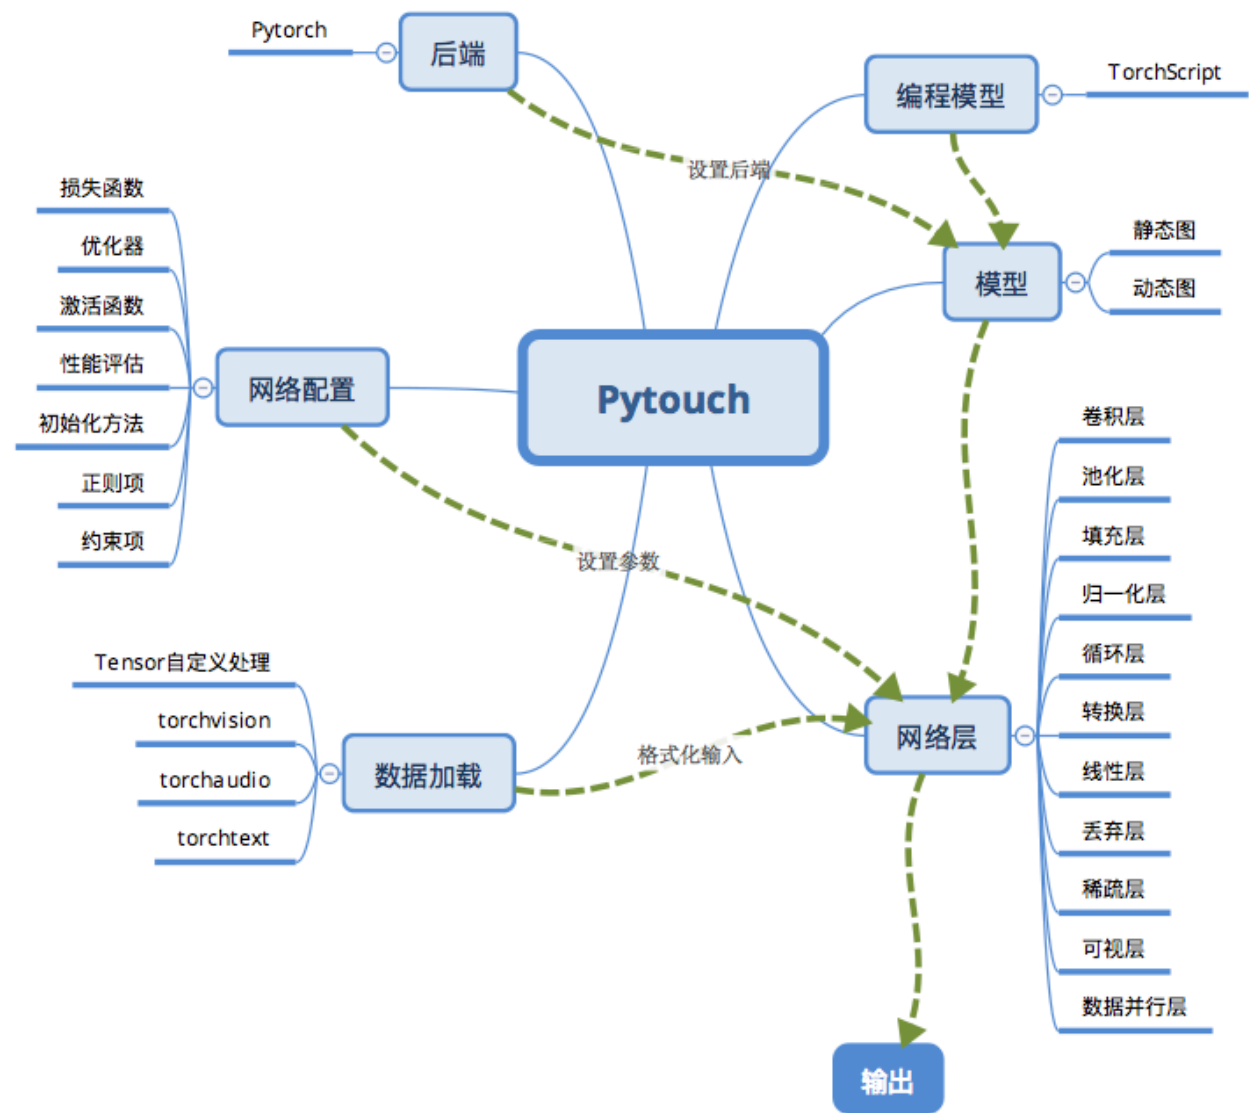 Pytorch
后端
编程模型
TorchScript
设置后端
损失函数
优化器
激活函数
性能评估
初始化方法
正则项
约束项
网络配置
Pytouch
模型
静态图
动态图
设置参数
卷积层
池化层
填充层
归一化层
循环层
转换层
线性层
丢弃层
稀疏层
可视层
数据并行层
网络层
Tensor自定义处理
torchvision
torchaudio
torchtext
数据加载
格式化输入
输出